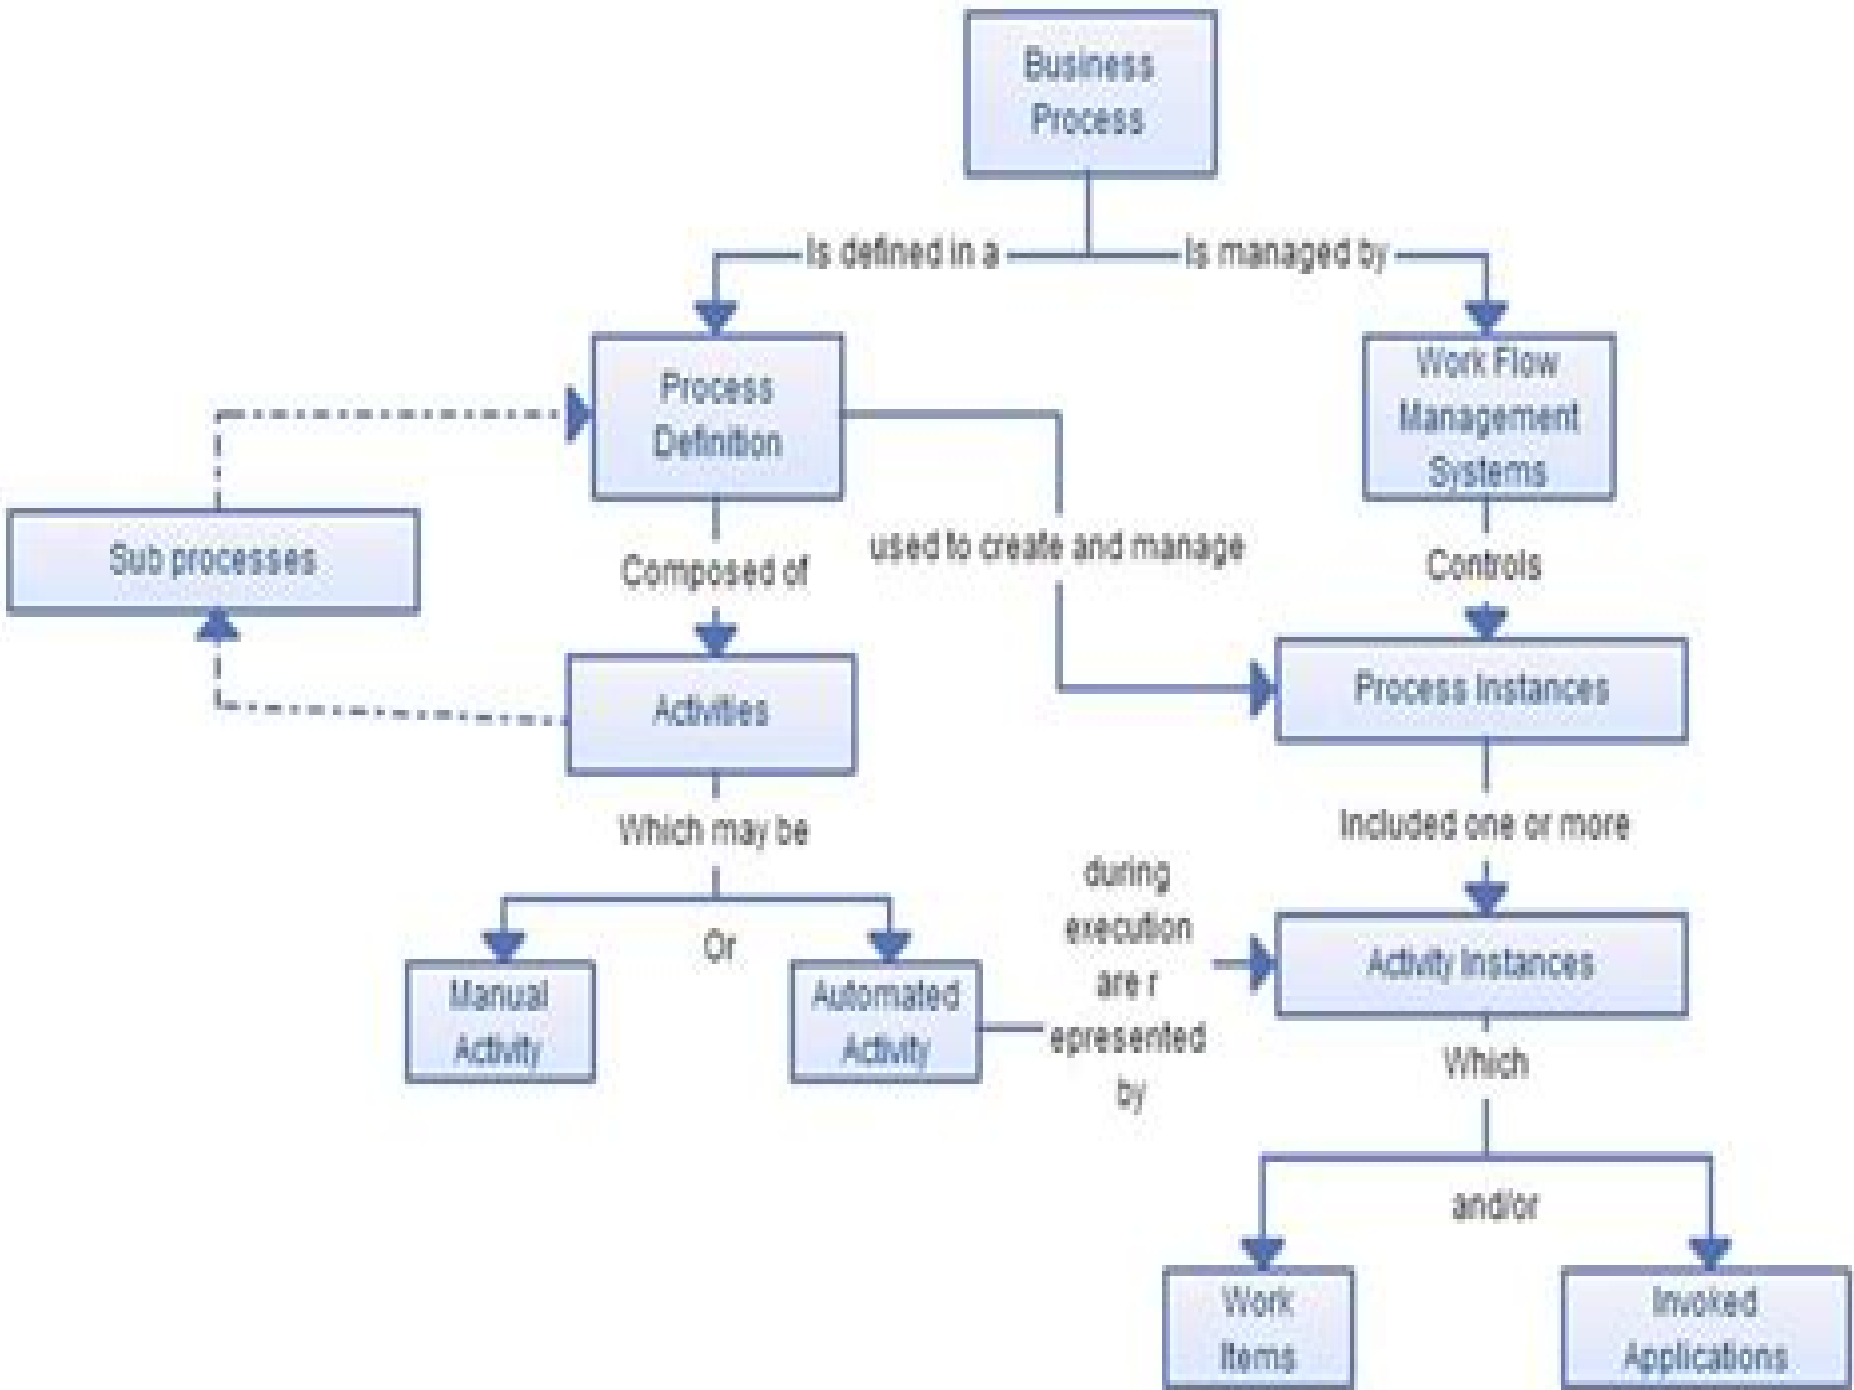 Business
Process
Is defined in a
Is managed by
Process
Definition
Work Flow
Management
Systems
Sub processes
Composed of
used to create and manage
Controls
Activities
Process Instances
Which may be
Included one or more
Or
during
execution
are r
epresented
by
Manual
Activity
Automated
Activity
Activity Instances
Which
and/or
Work
Items
Invoked
Applications